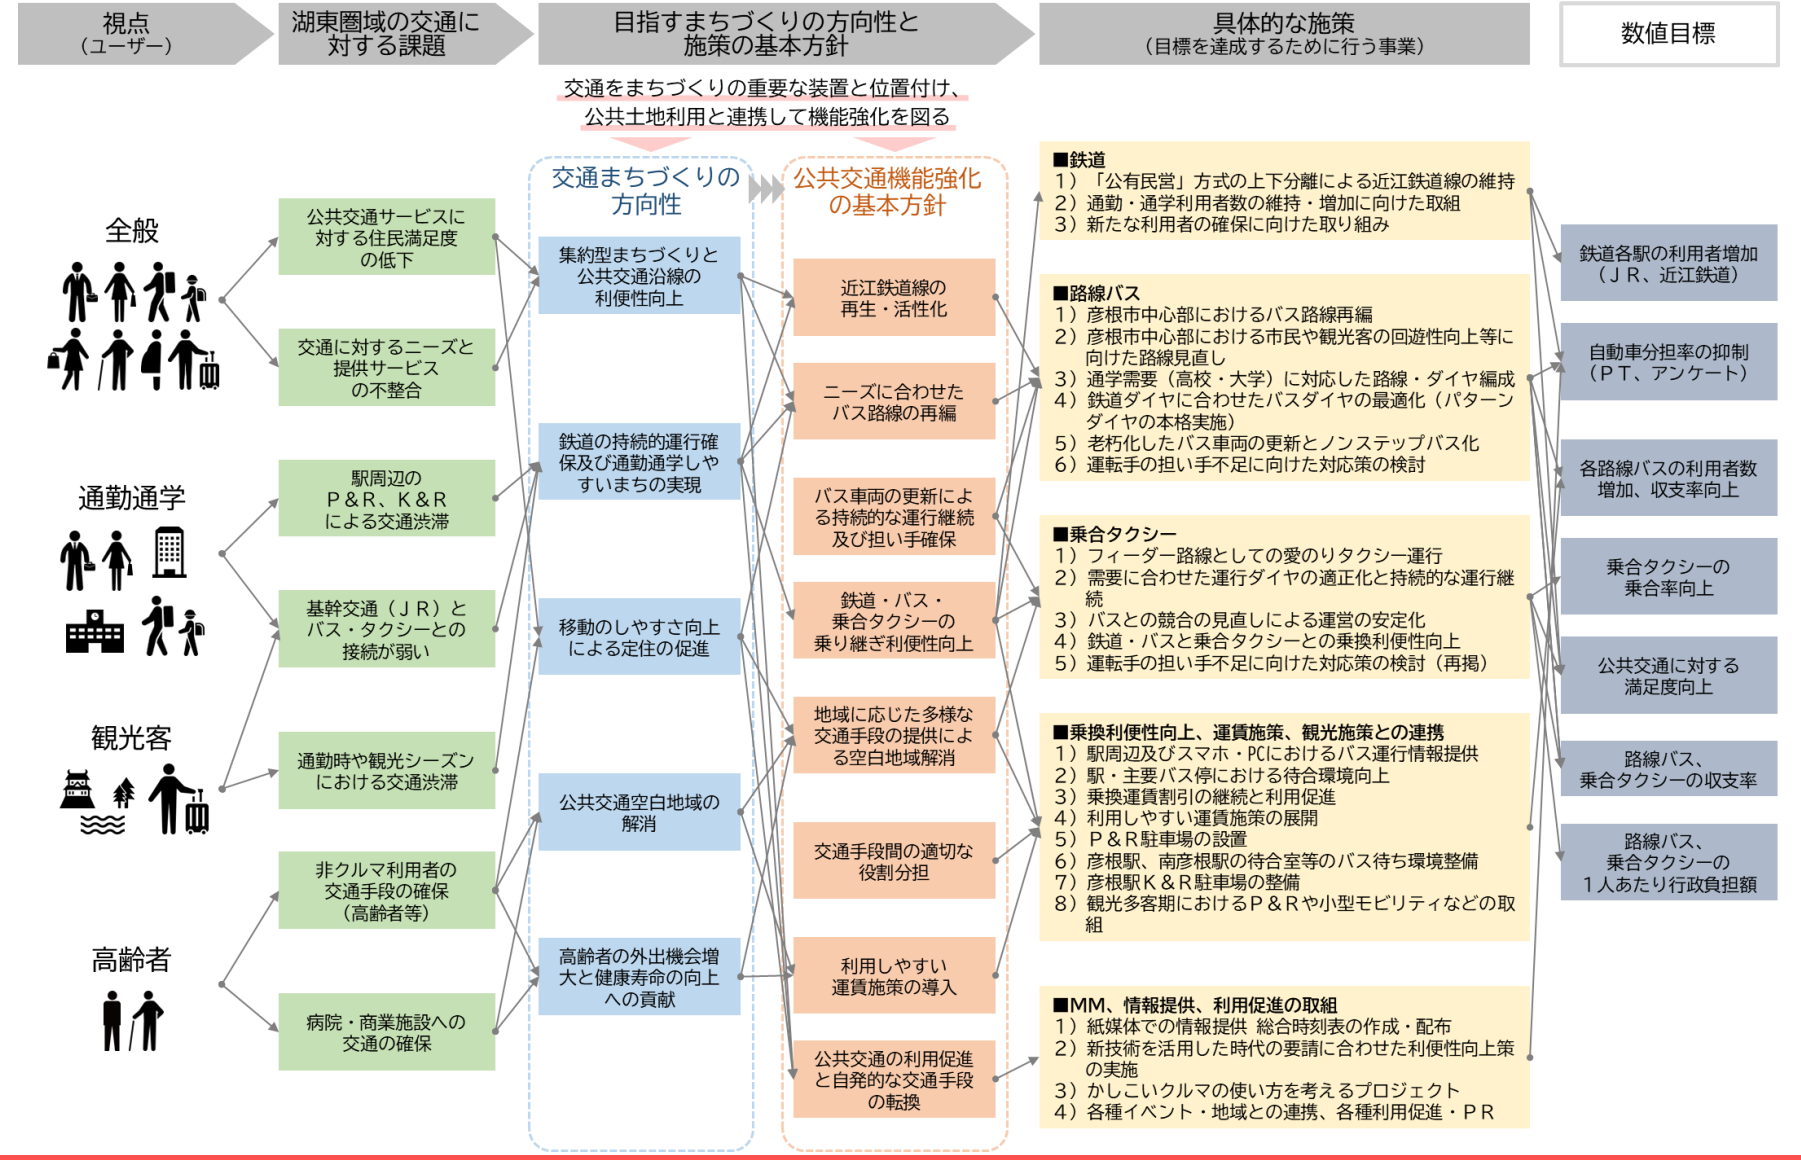 視点
（ユーザー）
湖東圏域の交通に
対する課題
目指すまちづくりの方向性と
施策の基本方針
具体的な施策
（目標を達成するために行う事業）
数値目標
交通をまちづくりの重要な装置と位置付け、
公共土地利用と連携して機能強化を図る
全般
通勤通学
観光客
高齢者
公共交通サービスに
対する住民満足度
の低下
交通に対するニーズと
提供サービス
の不整合
駅周辺の
Ｐ＆Ｒ、Ｋ＆Ｒ
による交通渋滞
基幹交通（ＪＲ）と
バス・タクシーとの
接続が弱い
通勤時や観光シーズン
における交通渋滞
非クルマ利用者の
交通手段の確保
（高齢者等）
病院・商業施設への
交通の確保
交通まちづくりの
方向性
集約型まちづくりと
公共交通沿線の
利便性向上
鉄道の持続的運行確
保及び通勤通学しや
すいまちの実現
移動のしやすさ向上
による定住の促進
公共交通空白地域の
解消
高齢者の外出機会増
大と健康寿命の向上
への貢献
公共交通機能強化
の基本方針
近江鉄道線の
再生・活性化
ニーズに合わせた
バス路線の再編
バス車両の更新によ
る持続的な運行継続
及び担い手確保
鉄道・バス・
乗合タクシーの
乗り継ぎ利便性向上
地域に応じた多様な
交通手段の提供によ
る空白地域解消
交通手段間の適切な
役割分担
利用しやすい
運賃施策の導入
公共交通の利用促進
と自発的な交通手段
の転換
■鉄道
１）「公有民営」方式の上下分離による近江鉄道線の維持
２）通勤・通学利用者数の維持・増加に向けた取組
３）新たな利用者の確保に向けた取り組み
■路線バス
１）彦根市中心部におけるバス路線再編
２）彦根市中心部における市民や観光客の回遊性向上等に
向けた路線見直し
３）通学需要（高校・大学）に対応した路線・ダイヤ編成
４）鉄道ダイヤに合わせたバスダイヤの最適化（パターン
ダイヤの本格実施）
５）老朽化したバス車両の更新とノンステップバス化
６）運転手の担い手不足に向けた対応策の検討
■乗合タクシー
１）フィーダー路線としての愛のりタクシー運行
２）需要に合わせた運行ダイヤの適正化と持続的な運行継
続
３）バスとの競合の見直しによる運営の安定化
４）鉄道・バスと乗合タクシーとの乗換利便性向上
５）運転手の担い手不足に向けた対応策の検討（再掲）
■乗換利便性向上、運賃施策、観光施策との連携
１）駅周辺及びスマホ・PCにおけるバス運行情報提供
２）駅・主要バス停における待合環境向上
３）乗換運賃割引の継続と利用促進
４）利用しやすい運賃施策の展開
５）Ｐ＆Ｒ駐車場の設置
６）彦根駅、南彦根駅の待合室等のバス待ち環境整備
７）彦根駅Ｋ＆Ｒ駐車場の整備
８）観光多客期におけるＰ＆Ｒや小型モビリティなどの取
組
■MM、情報提供、利用促進の取組
１）紙媒体での情報提供 総合時刻表の作成・配布
２）新技術を活用した時代の要請に合わせた利便性向上策
の実施
３）かしこいクルマの使い方を考えるプロジェクト
４）各種イベント・地域との連携、各種利用促進・ＰＲ
鉄道各駅の利用者増加
（ＪＲ、近江鉄道）
自動車分担率の抑制
（ＰＴ、アンケート）
各路線バスの利用者数
増加、収支率向上
乗合タクシーの
乗合率向上
公共交通に対する
満足度向上
路線バス、
乗合タクシーの収支率
路線バス、
乗合タクシーの
１人あたり行政負担額